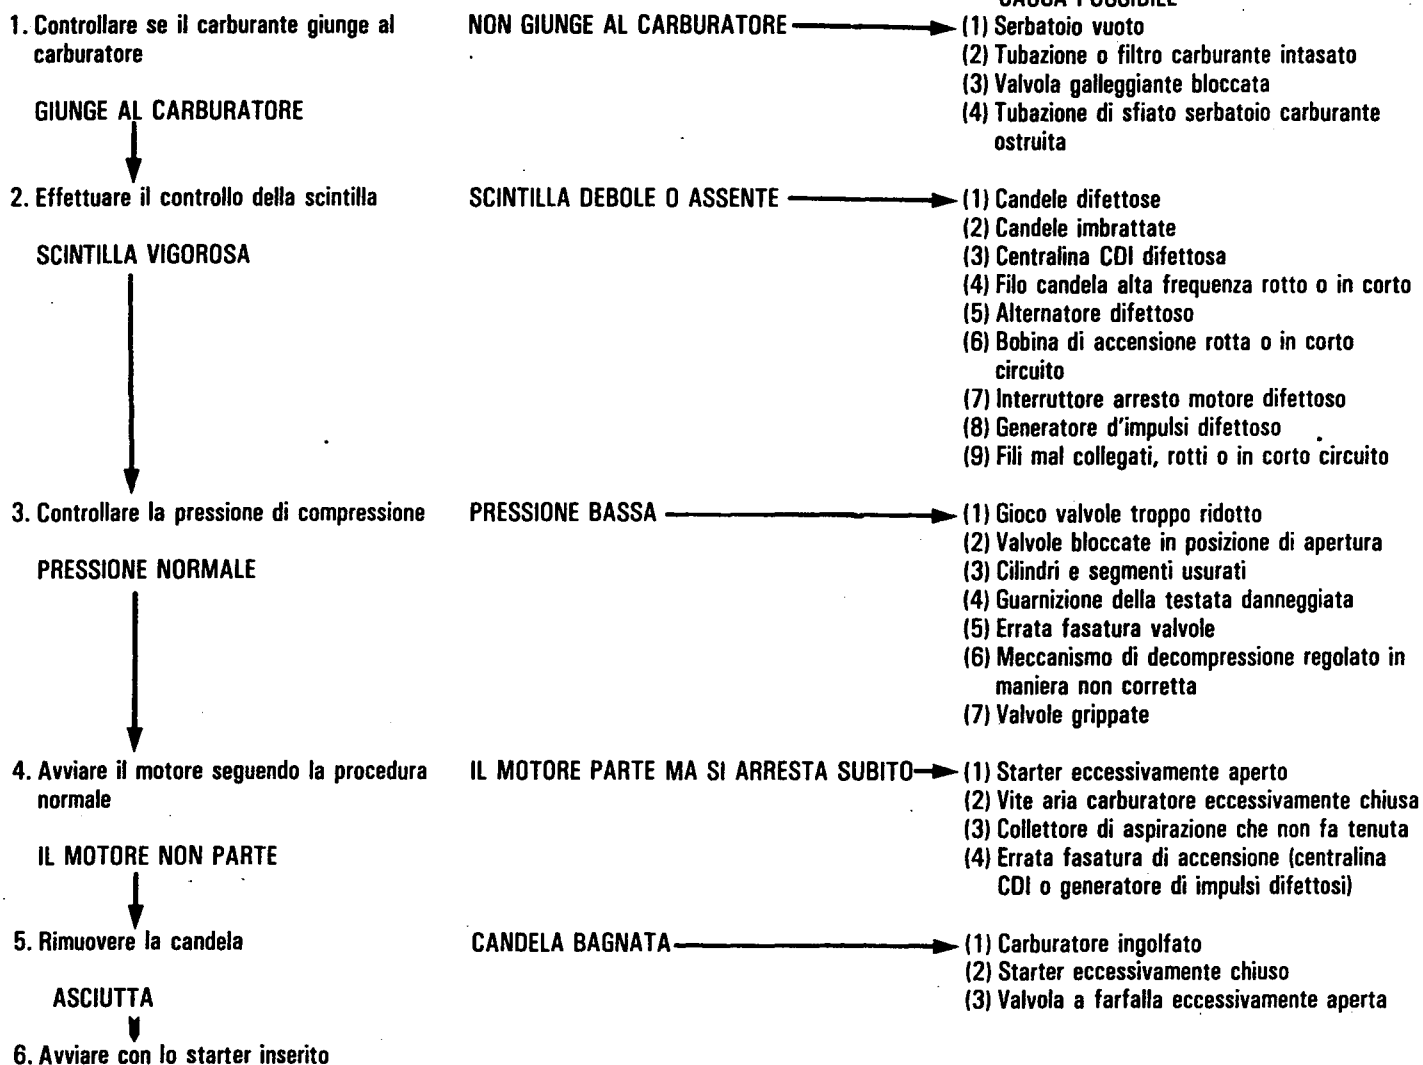 CAUSA POSSIBILE
1. Controllare se il carburante giunge al
carburatore
NON GIUNGE AL CARBURATORE
(1) Serbatoio vuoto
(2) Tubazione o filtro carburante intasato
(3) Valvola galleggiante bloccata
(4) Tubazione di sfiato serbatoio carburante
ostruita
GIUNGE AL CARBURATORE
2. Effettuare il controllo della scintilla
SCINTILLA DEBOLE O ASSENTE
(1) Candele difettose
(2) Candele imbrattate
(3) Centralina CDI difettosa
(4) Filo candela alta frequenza rotto o in corto
(5) Alternatore difettoso
(6) Bobina di accensione rotta o in corto
circuito
(7) Interruttore arresto motore difettoso
(8) Generatore d'impulsi difettoso
(9) Fili mal collegati, rotti o in corto circuito
SCINTILLA VIGOROSA
3. Controllare la pressione di compressione
PRESSIONE BASSA
(1) Gioco valvole troppo ridotto
(2) Valvole bloccate in posizione di apertura
(3) Cilindri e segmenti usurati
(4) Guarnizione della testata danneggiata
(5) Errata fasatura valvole
(6) Meccanismo di decompressione regolato in
maniera non corretta
(7) Valvole grippate
PRESSIONE NORMALE
4. Avviare il motore seguendo la procedura
normale
IL MOTORE PARTE MA SI ARRESTA SUBITO
(1) Starter eccessivamente aperto
(2) Vite aria carburatore eccessivamente chiusa
(3) Collettore di aspirazione che non fa tenuta
(4) Errata fasatura di accensione (centralina
CDI o generatore di impulsi difettosi)
IL MOTORE NON PARTE
5. Rimuovere la candela
CANDELA BAGNATA
(1) Carburatore ingolfato
(2) Starter eccessivamente chiuso
(3) Valvola a farfalla eccessivamente aperta
ASCIUTTA
6. Avviare con lo starter inserito